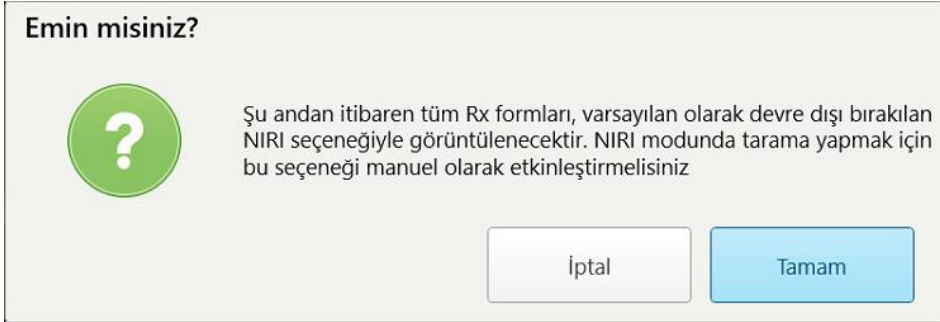 Emin misiniz?
?
Şu andan itibaren tüm Rx formları, varsayılan olarak devre dışı bırakılan
NIRI seçeneğiyle görüntülenecektir. NIRI modunda tarama yapmak için
bu seçeneği manuel olarak etkinleştirmelisiniz
İptal
Tamam